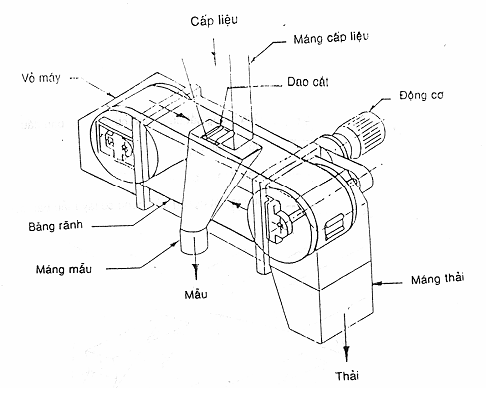 Cấp liệu
Máng cấp liệu
Dao cắt
Vỏ máy
Động cơ
Băng rãnh
Máng mẫu
Mẫu
Máng thải
Thải